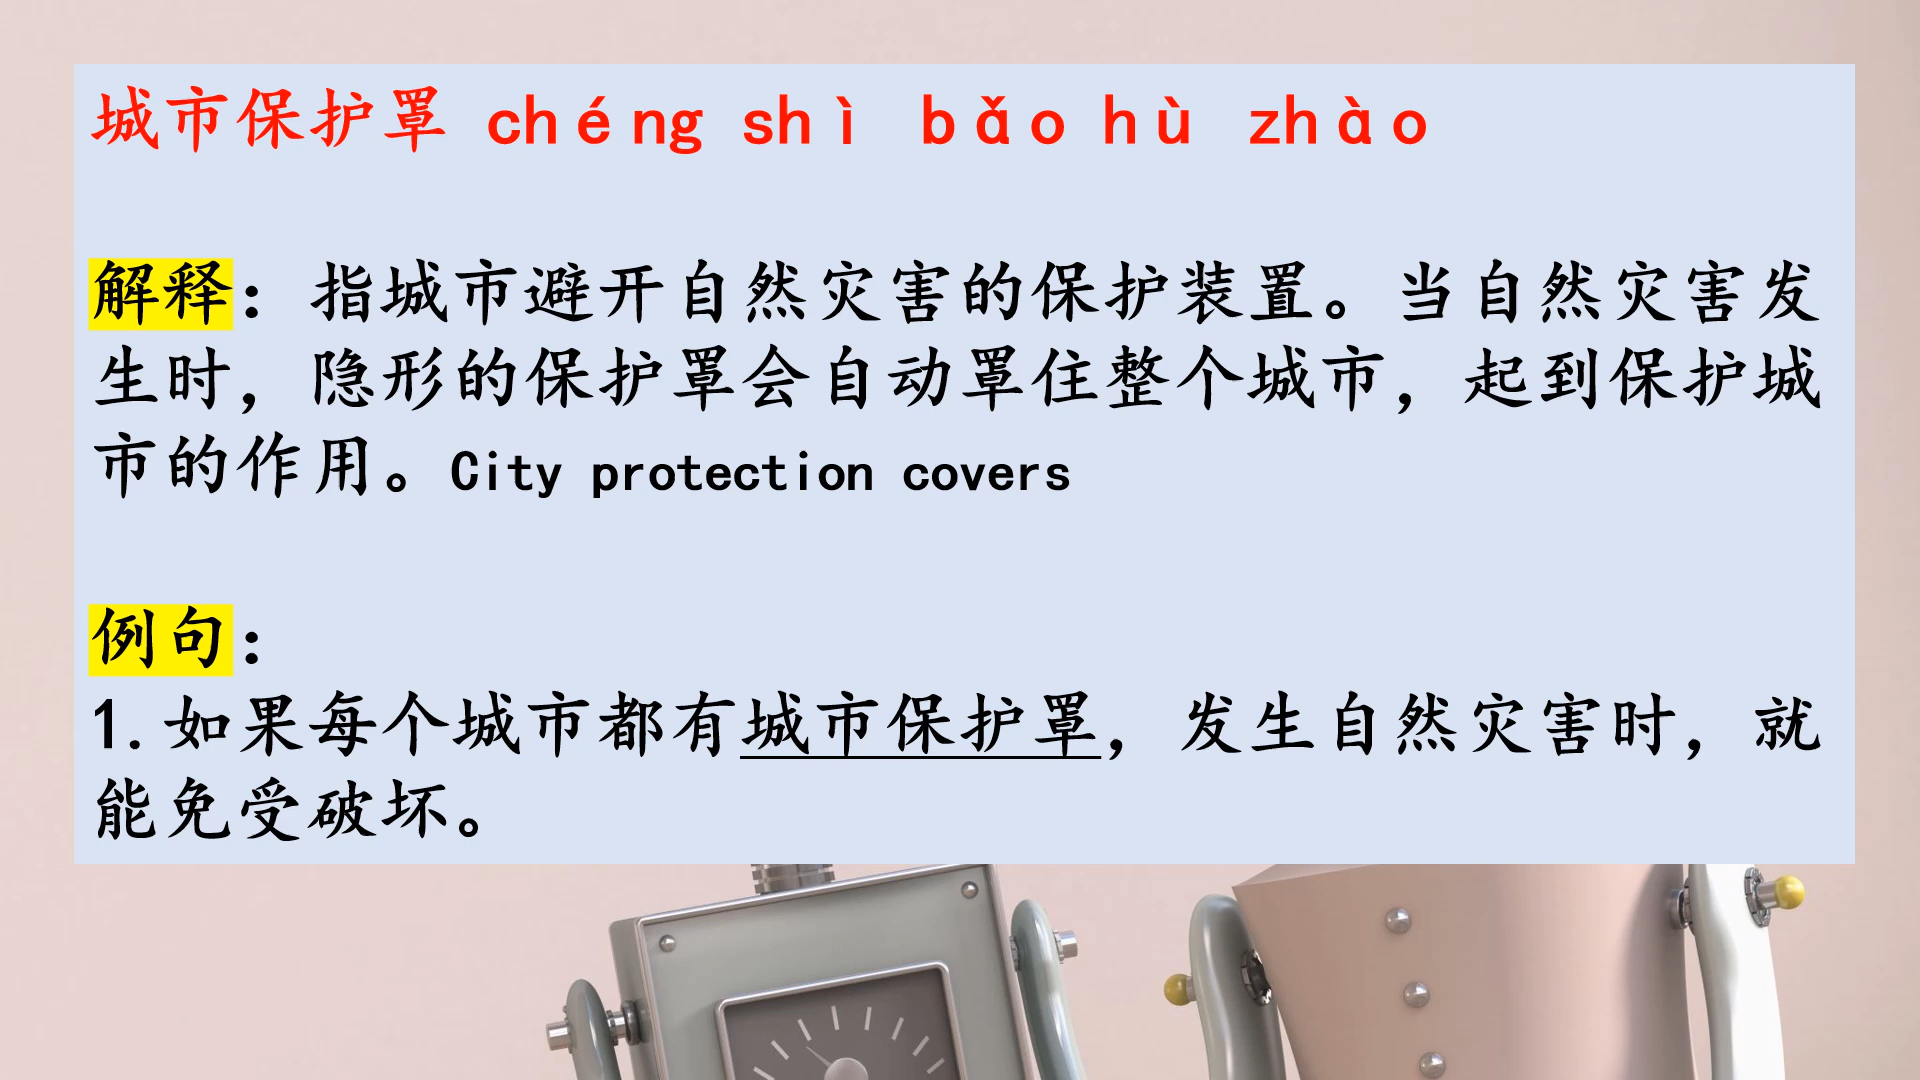 城市保护罩 chéng shì bǎo hù zhào
解释：指城市避开自然灾害的保护装置。当自然灾害发
生时，隐形的保护罩会自动罩住整个城市，起到保护城
市的作用。City protection covers
例句：
1.如果每个城市都有城市保护罩，发生自然灾害时，就
能免受破坏。